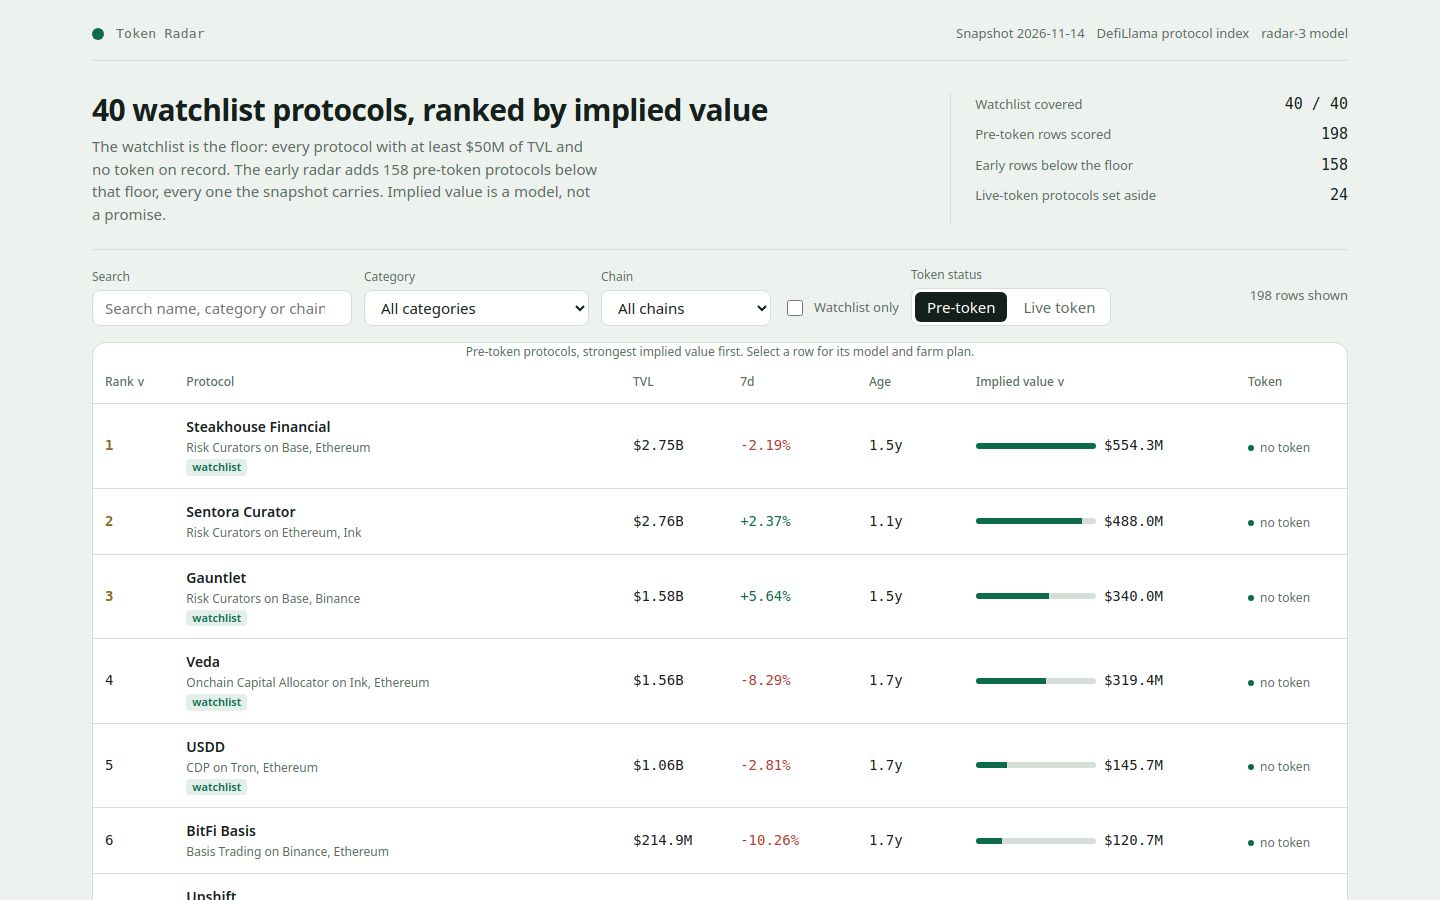 Token Radar
Snapshot 2026-11-14 DefiLlama protocol index radar-3 model
40 watchlist protocols, ranked by implied value
The watchlist is the floor: every protocol with at least $50M of TVL and
no token on record. The early radar adds 158 pre-token protocols below
that floor, every one the snapshot carries. Implied value is a model, not
a promise.
Watchlist covered 40 / 40
Pre-token rows scored 198
Early rows below the floor 158
Live-token protocols set aside 24
Search
Category
Chain
Token status
Search name, category or chain
All categories
All chains
Watchlist only
Pre-token
Live token
198 rows shown
Pre-token protocols, strongest implied value first. Select a row for its model and farm plan.
Rank v Protocol TVL 7d Age Implied value v Token
Steakhouse Financial
1 Risk Curators on Base, Ethereum $2.75B -2.19% 1.5y $554.3M no token
watchlist
Sentora Curator
2 Risk Curators on Ethereum, Ink $2.76B +2.37% 1.1y $488.0M no token
Gauntlet
3 Risk Curators on Base, Binance $1.58B +5.64% 1.5y $340.0M no token
watchlist
Veda
4 Onchain Capital Allocator on Ink, Ethereum $1.56B -8.29% 1.7y $319.4M no token
watchlist
USDD
5 CDP on Tron, Ethereum $1.06B -2.81% 1.7y $145.7M no token
watchlist
BitFi Basis
6 Basis Trading on Binance, Ethereum $214.9M -10.26% 1.7y $120.7M no token
Upshift